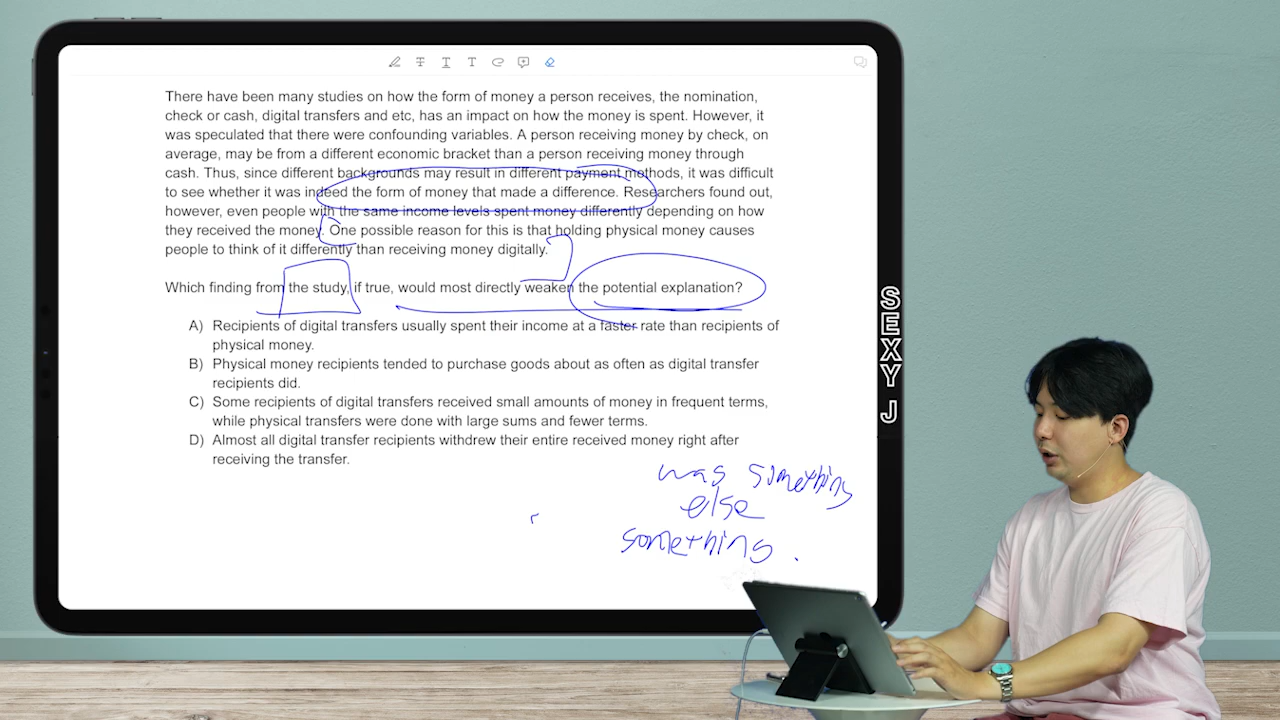 There have been many studies on how the form of money a person receives, the nomination,
check or cash, digital transfers and etc, has an impact on how the money is spent. However, it
was speculated that there were confounding variables. A person receiving money by check, on
average, may be from a different economic bracket than a person receiving money through
cash. Thus, since different backgrounds may result in different payment methods, it was difficult
to see whether it was indeed the form of money that made a difference. Researchers found out,
however, even people with the same income levels spent money differently depending on how
they received the money. One possible reason for this is that holding physical money causes
people to think of it differently than receiving money digitally.
Which finding from the study, if true, would most directly weaken the potential explanation?
A) Recipients of digital transfers usually spent their income at a faster rate than recipients of
physical money.
B) Physical money recipients tended to purchase goods about as often as digital transfer
recipients did.
C) Some recipients of digital transfers received small amounts of money in frequent terms,
while physical transfers were done with large sums and fewer terms.
D) Almost all digital transfer recipients withdrew their entire received money right after
receiving the transfer.
was something
else
something.
SEXY J